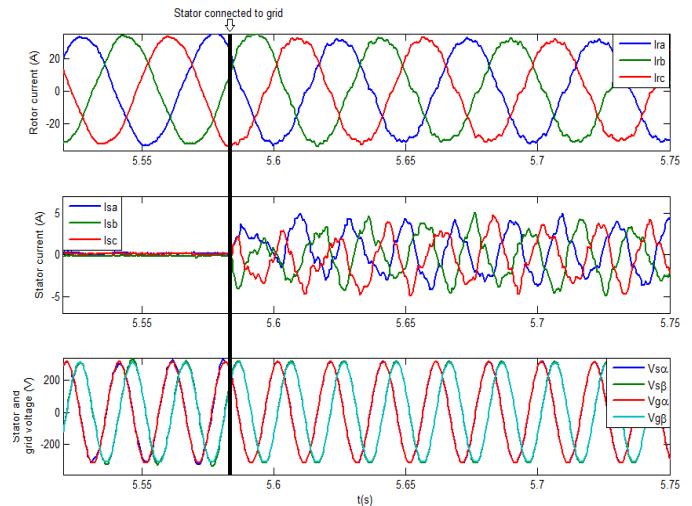 Stator connected to grid
Rotor current (A)
20
0
-20
Ira
Irb
Irc
5.55
5.6
5.65
5.7
5.75
Stator current (A)
5
0
-5
Isa
Isb
Isc
5.55
5.6
5.65
5.7
5.75
Stator and
grid voltage (V)
200
0
-200
Vsα
Vsβ
Vgα
Vgβ
5.55
5.6
5.65
5.7
5.75
t(s)